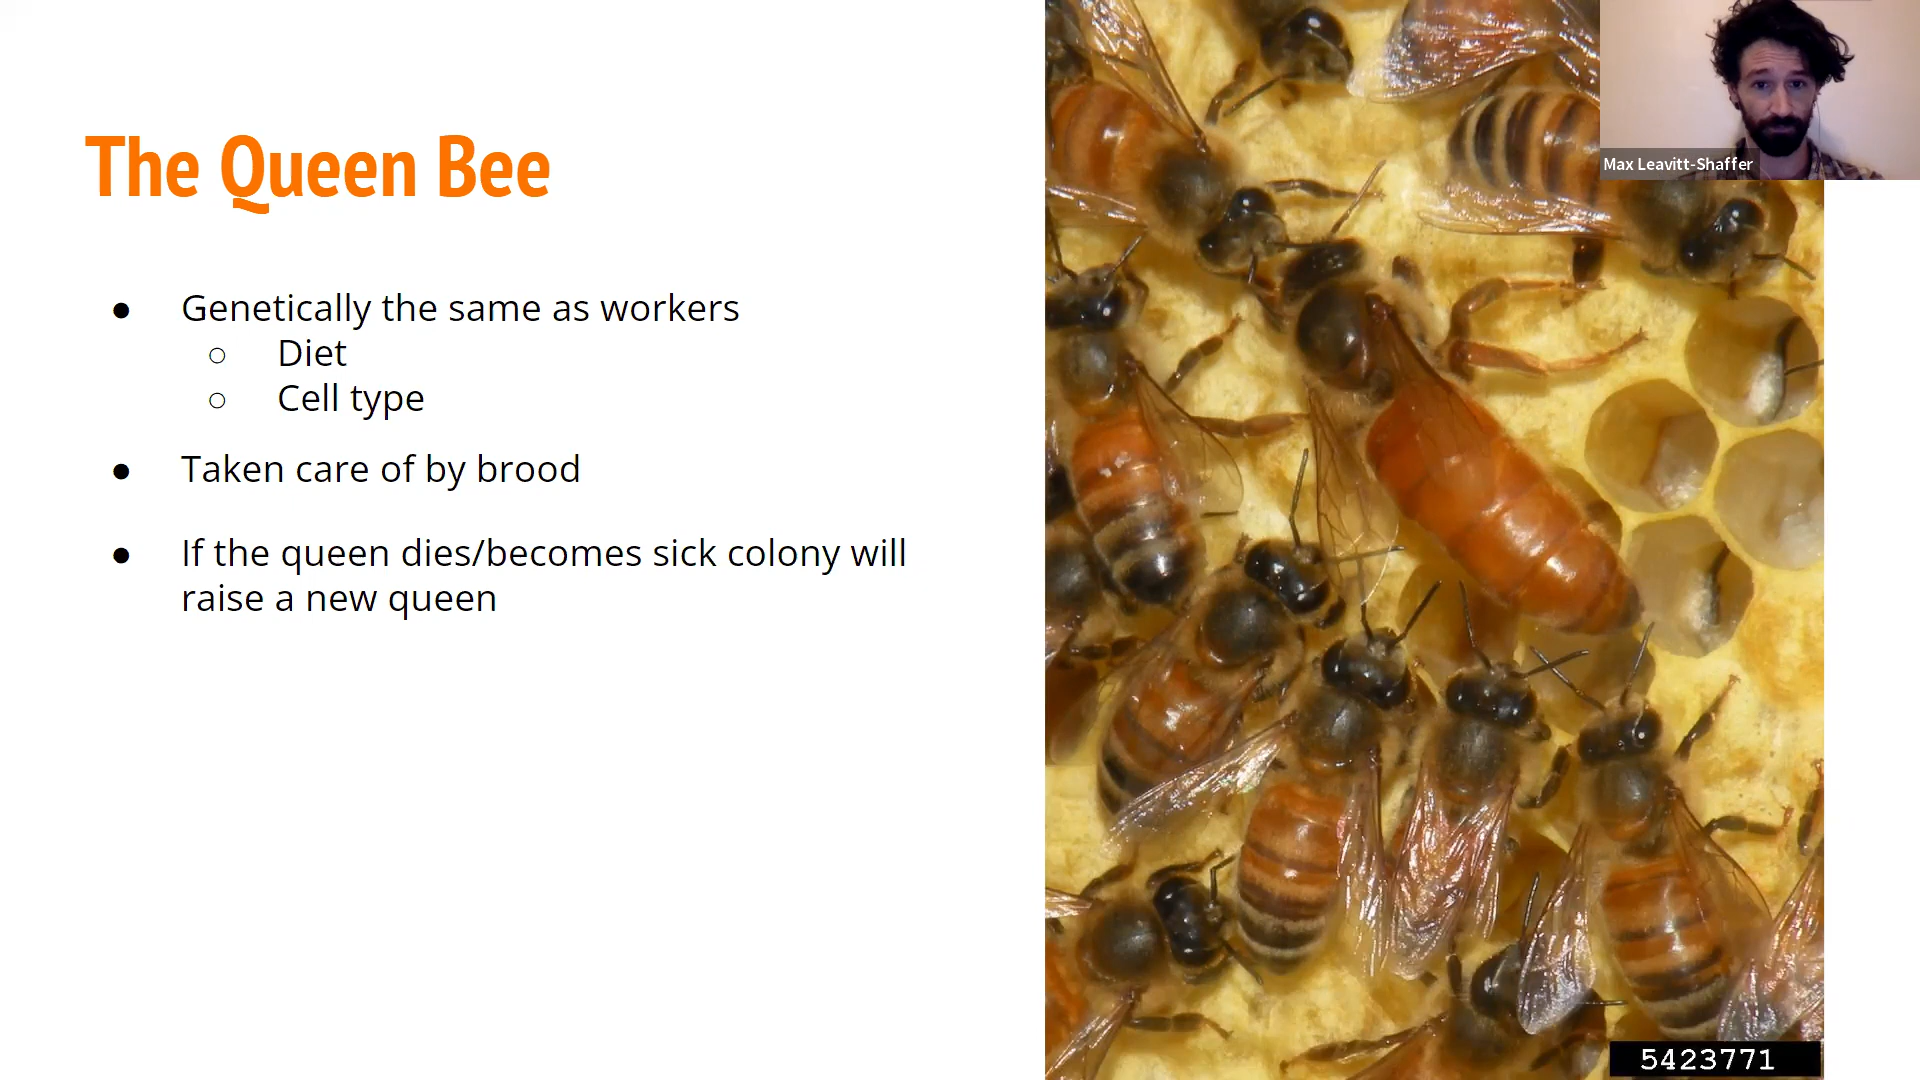 The Queen Bee
● Genetically the same as workers
○ Diet
○ Cell type
● Taken care of by brood
● If the queen dies/becomes sick colony will
raise a new queen
Max Leavitt-Shaffer
5423771